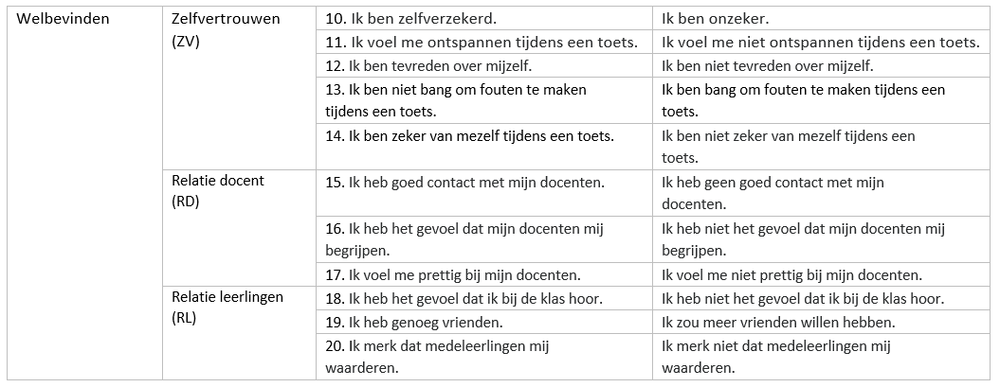 Welbevinden
Zelfvertrouwen
(ZV)
10. Ik ben zelfverzekerd.
Ik ben onzeker.
11. Ik voel me ontspannen tijdens een toets.
Ik voel me niet ontspannen tijdens een toets.
12. Ik ben tevreden over mijzelf.
Ik ben niet tevreden over mijzelf.
13. Ik ben niet bang om fouten te maken
tijdens een toets.
Ik ben bang om fouten te maken tijdens een
toets.
14. Ik ben zeker van mezelf tijdens een toets.
Ik ben niet zeker van mezelf tijdens een
toets.
Relatie docent
(RD)
15. Ik heb goed contact met mijn docenten.
Ik heb geen goed contact met mijn
docenten.
16. Ik heb het gevoel dat mijn docenten mij
begrijpen.
Ik heb niet het gevoel dat mijn docenten mij
begrijpen.
17. Ik voel me prettig bij mijn docenten.
Ik voel me niet prettig bij mijn docenten.
Relatie leerlingen
(RL)
18. Ik heb het gevoel dat ik bij de klas hoor.
Ik heb niet het gevoel dat ik bij de klas hoor.
19. Ik heb genoeg vrienden.
Ik zou meer vrienden willen hebben.
20. Ik merk dat medeleerlingen mij
waarderen.
Ik merk niet dat medeleerlingen mij
waarderen.